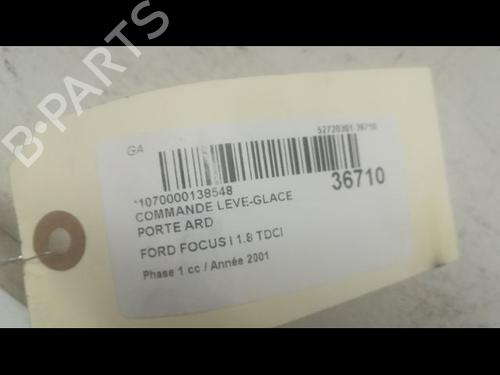 B-PARTS
GA
52720301 36710
*1070000138548
36710
COMMANDE LEVE-GLACE
PORTE ARD
FORD FOCUS I 1.8 TDCI
Phase 1 cc / Année 2001